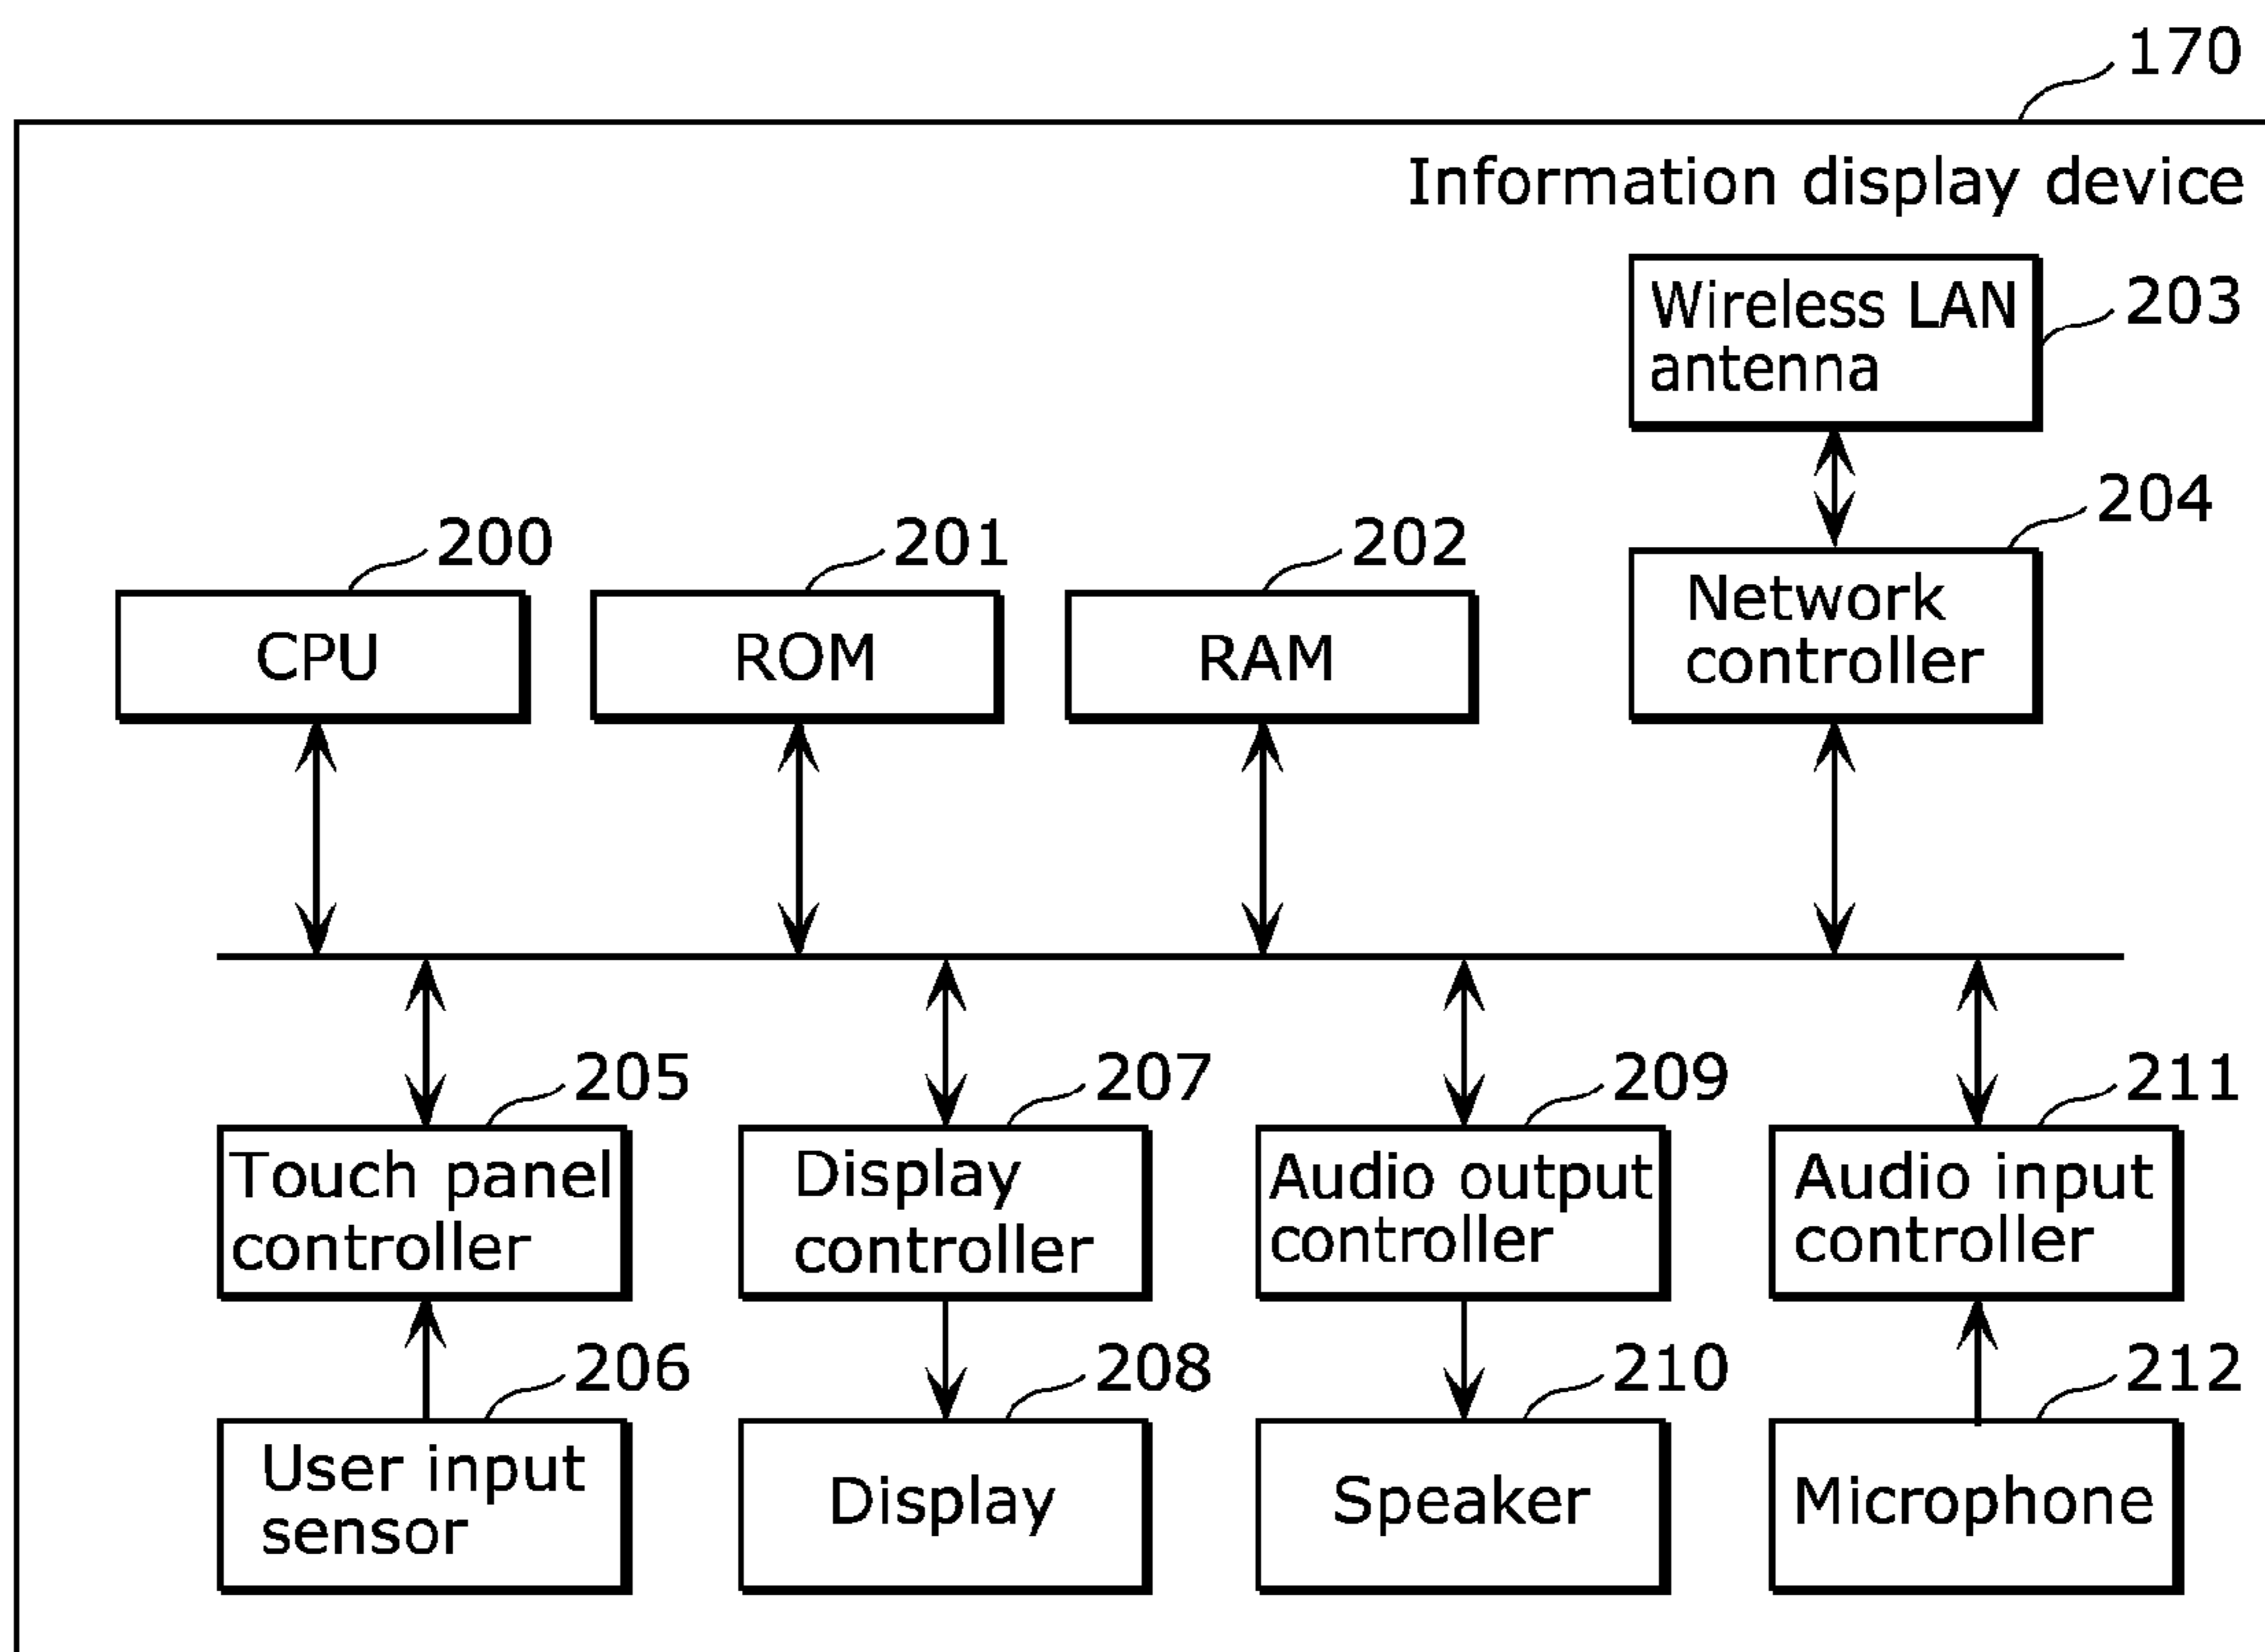 170
Information display device
Wireless LAN
antenna
203
204
Network
controller
200
CPU
201
ROM
202
RAM
205
Touch panel
controller
207
Display
controller
209
Audio output
controller
211
Audio input
controller
206
User input
sensor
208
Display
210
Speaker
212
Microphone